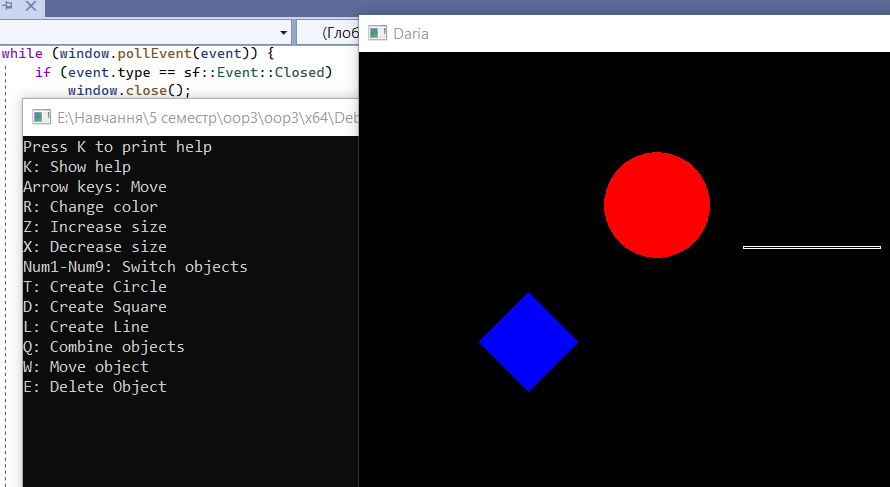 (Глоб
Daria
while (window.pollEvent(event)) {
if (event.type == sf::Event::Closed)
window.close();
E:\Навчання\5 семестр\oop3\oop3\x64\Deb
Press K to print help
K: Show help
Arrow keys: Move
R: Change color
Z: Increase size
X: Decrease size
Num1-Num9: Switch objects
T: Create Circle
D: Create Square
L: Create Line
Q: Combine objects
W: Move object
E: Delete Object